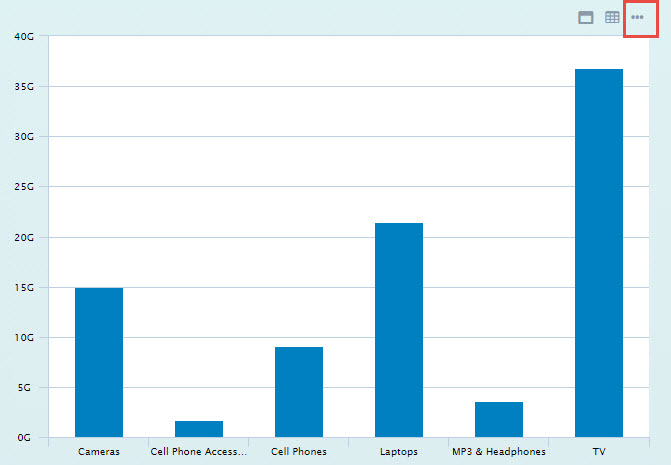 40G
35G
30G
25G
20G
15G
10G
5G
0G
Cameras Cell Phone Access... Cell Phones Laptops MP3 & Headphones TV